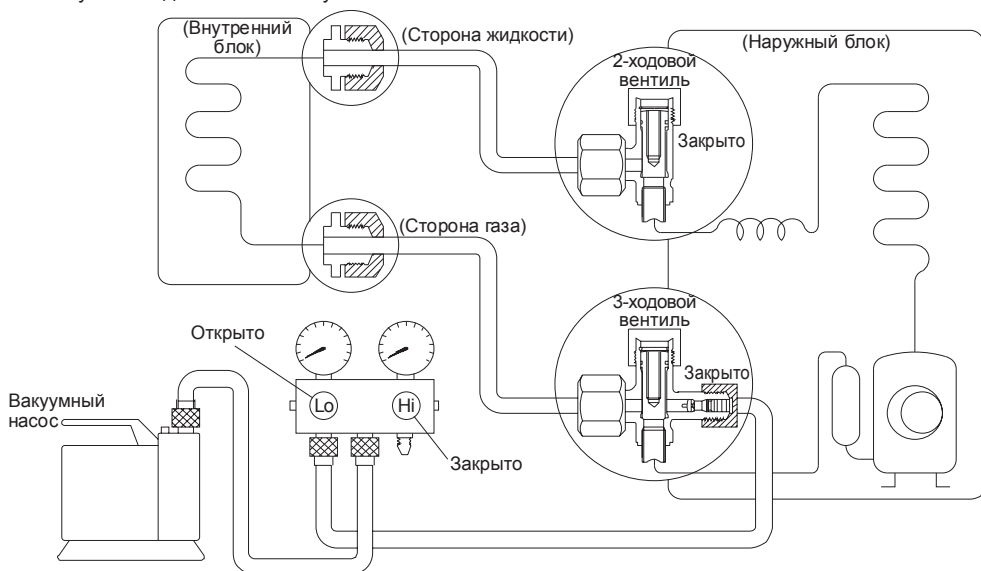 (Внутренний
блок)
(Сторона жидкости)
(Наружный блок)
2-ходовой
вентиль
Закрыто
(Сторона газа)
3-ходовой
вентиль
Закрыто
Открыто
Lo
Hi
Закрыто
Вакуумный
насос